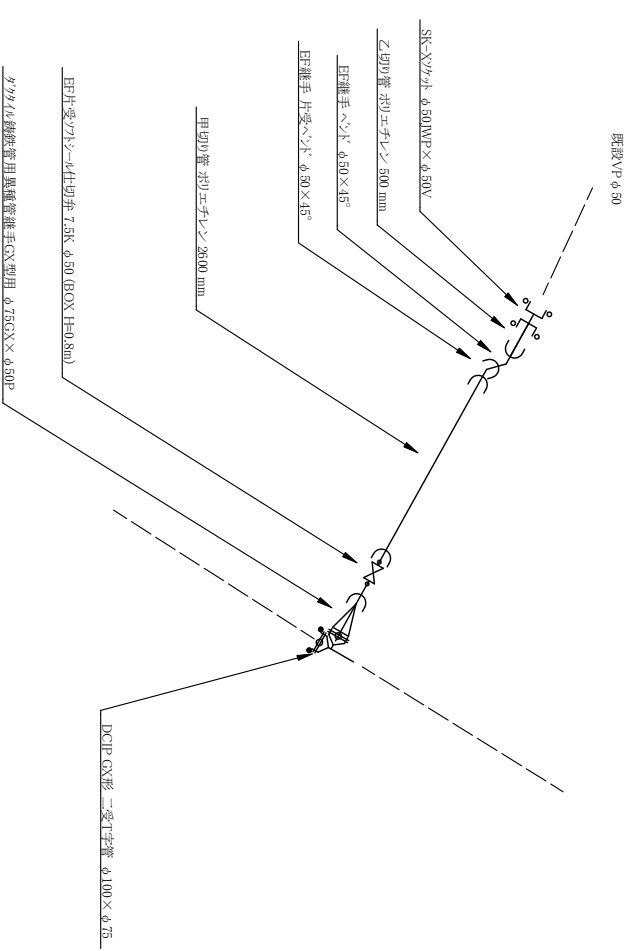 既設VPφ50
SK-Xソケット φ50JWP×φ50V
乙切り管 ポリエチレン 500 mm
EF継手 ベンド φ50×45°
EF継手 片受ベンド φ50×45°
甲切り管 ポリエチレン 2600 mm
EF片受ソフトシール仕切弁 7.5K φ50 (BOX H=0.8m)
ダクタイル鋳鉄管用異種管継手GX型用 φ75GX×φ50P
DCIP GX形 二受T字管 φ100×φ75